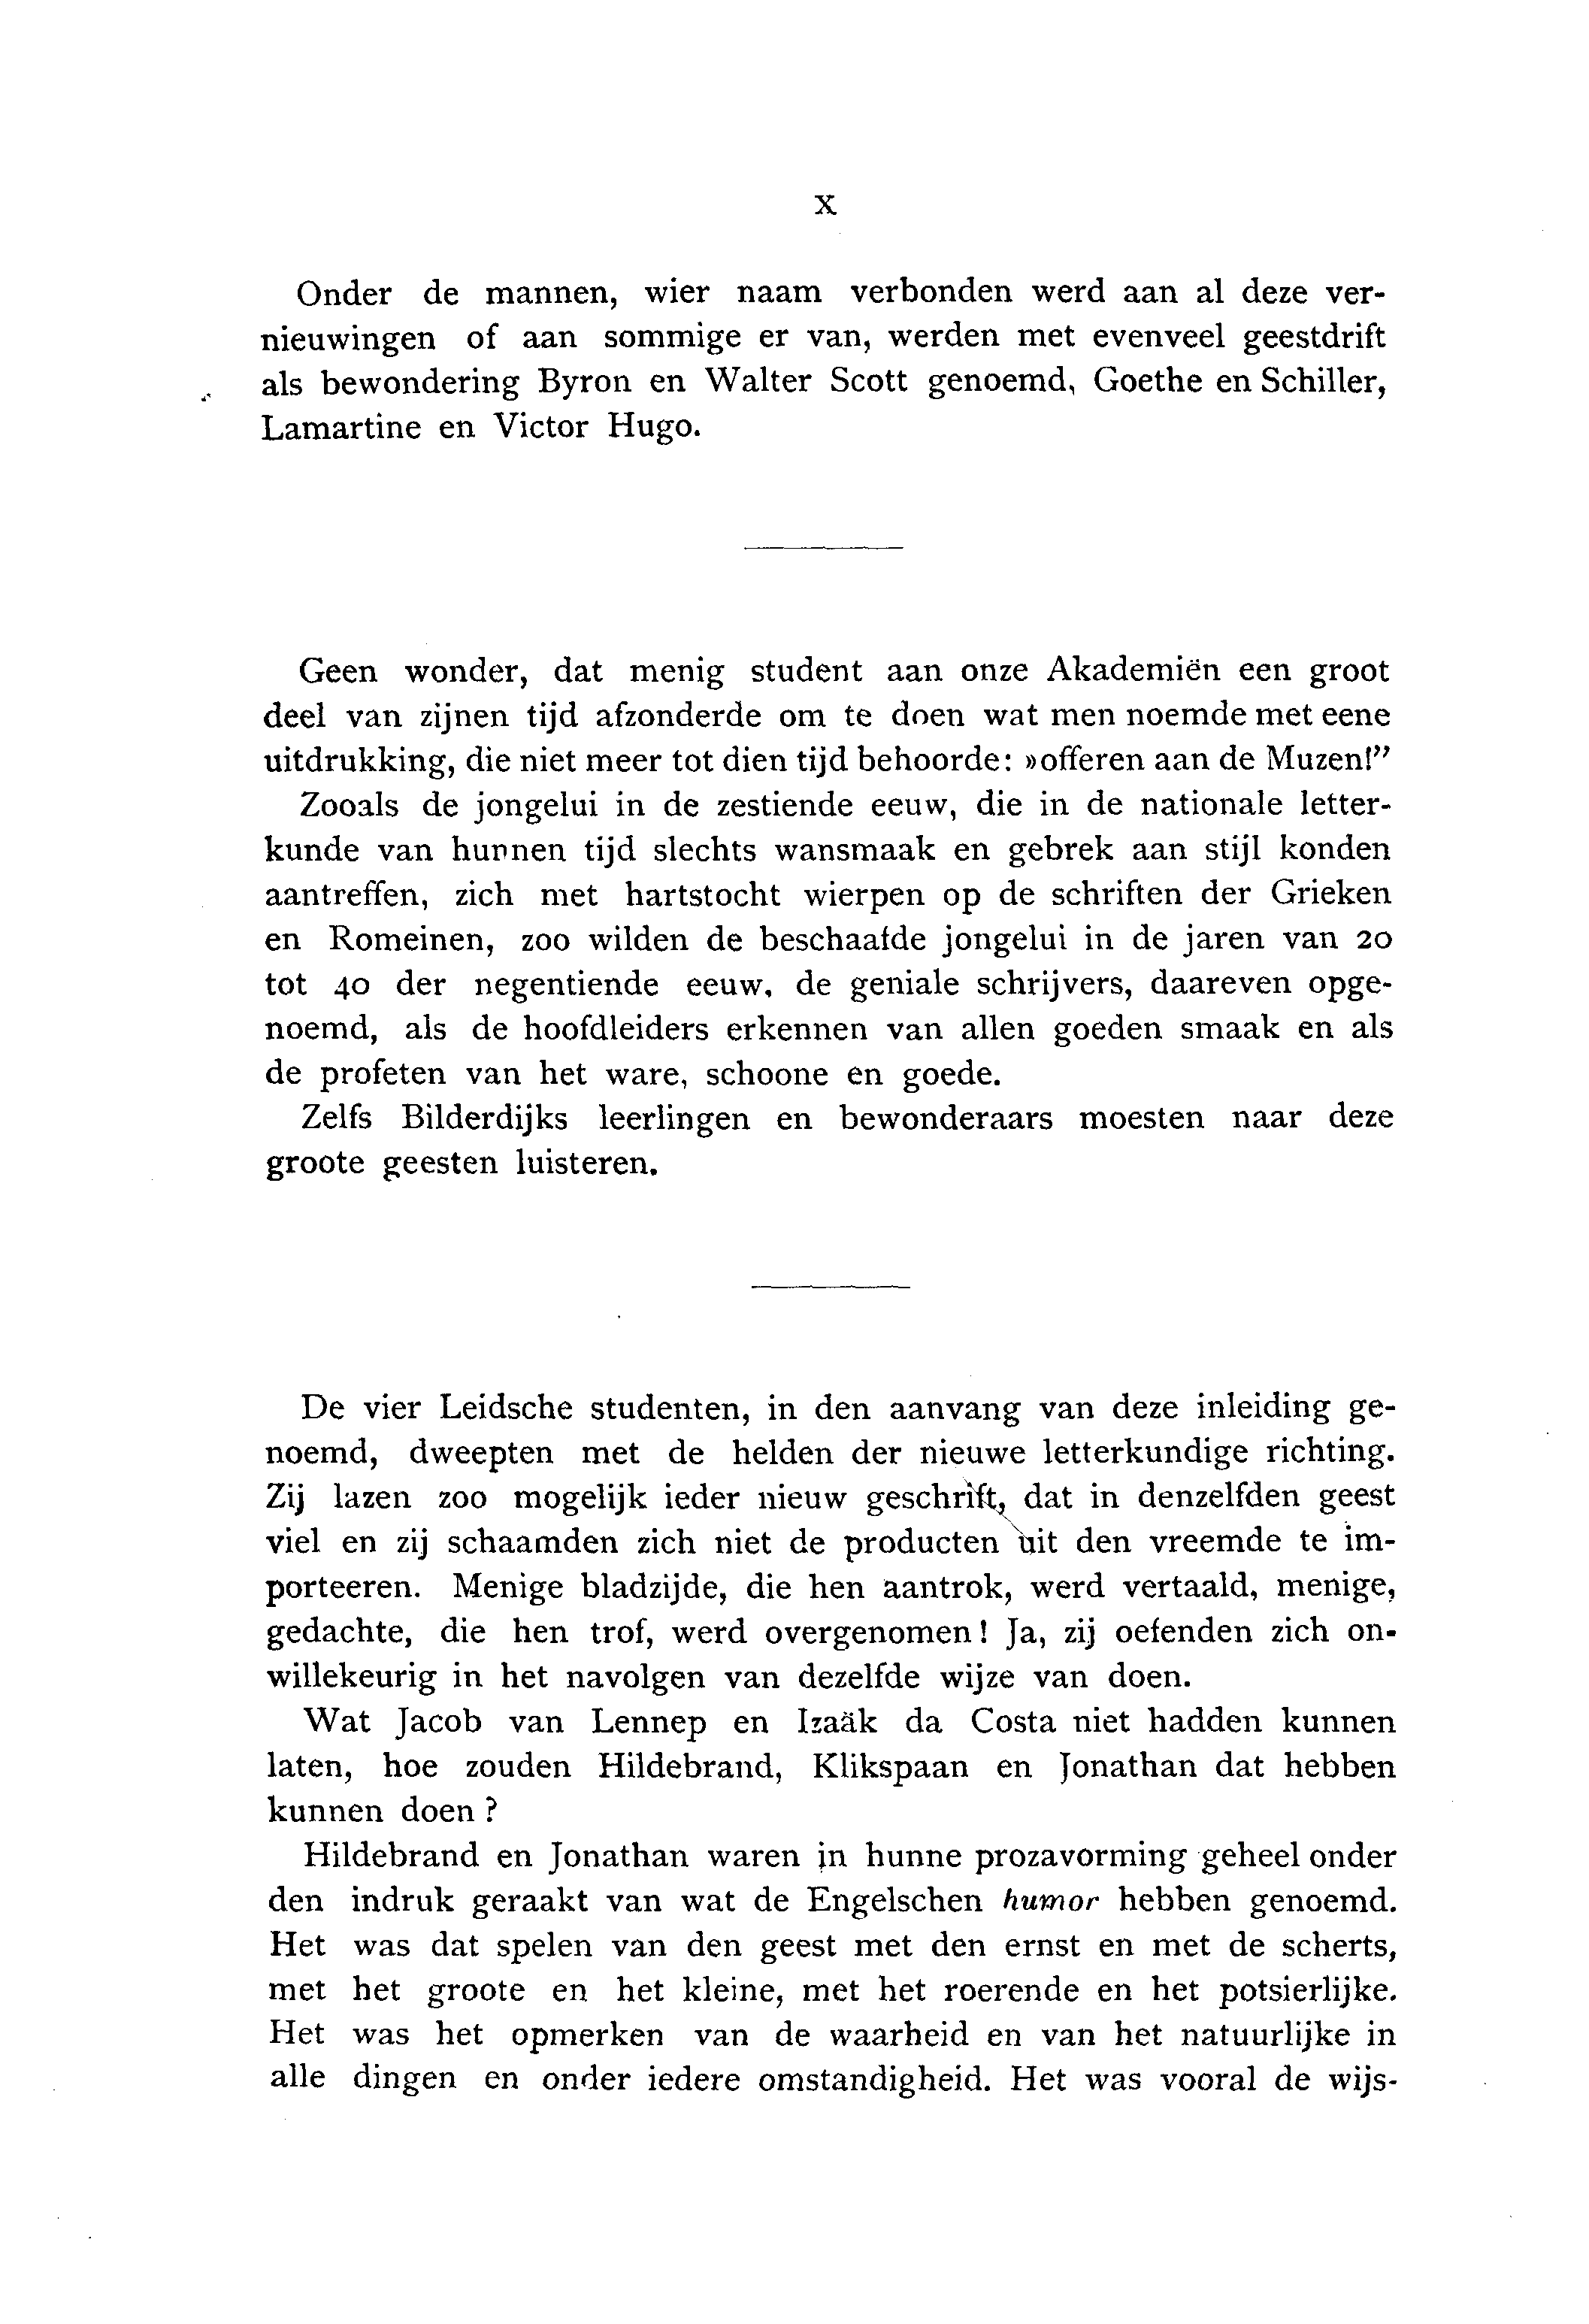 x
Onder de mannen, wier naam verbonden werd aan al deze ver-
nieuwingen of aan sommige er van, werden met evenveel geestdrift
als bewondering Byron en Walter Scott genoemd, Goethe en Schiller,
Lamartine en Victor Hugo.
Geen wonder, dat menig student aan onze Akademiën een groot
deel van zijnen tijd afzonderde om te doen wat men noemde met eene
uitdrukking, die niet meer tot dien tijd behoorde: »offeren aan de Muzen!”
Zooals de jongelui in de zestiende eeuw, die in de nationale letter-
kunde van hunnen tijd slechts wansmaak en gebrek aan stijl konden
aantreffen, zich met hartstocht wierpen op de schriften der Grieken
en Romeinen, zoo wilden de beschaafde jongelui in de jaren van 20
tot 40 der negentiende eeuw, de geniale schrijvers, daareven opge-
noemd, als de hoofdleiders erkennen van allen goeden smaak en als
de profeten van het ware, schoone en goede.
Zelfs Bilderdijks leerlingen en bewonderaars moesten naar deze
groote geesten luisteren.
De vier Leidsche studenten, in den aanvang van deze inleiding ge-
noemd, dweepten met de helden der nieuwe letterkundige richting.
Zij lazen zoo mogelijk ieder nieuw geschrift, dat in denzelfden geest
viel en zij schaamden zich niet de producten uit den vreemde te im-
porteeren. Menige bladzijde, die hen aantrok, werd vertaald, menige,
gedachte, die hen trof, werd overgenomen! Ja, zij oefenden zich on-
willekeurig in het navolgen van dezelfde wijze van doen.
Wat Jacob van Lennep en Izaäk da Costa niet hadden kunnen
laten, hoe zouden Hildebrand, Klikspaan en Jonathan dat hebben
kunnen doen?
Hildebrand en Jonathan waren in hunne prozavorming geheel onder
den indruk geraakt van wat de Engelschen humor hebben genoemd.
Het was dat spelen van den geest met den ernst en met de scherts,
met het groote en het kleine, met het roerende en het potsierlijke.
Het was het opmerken van de waarheid en van het natuurlijke in
alle dingen en onder iedere omstandigheid. Het was vooral de wijs-